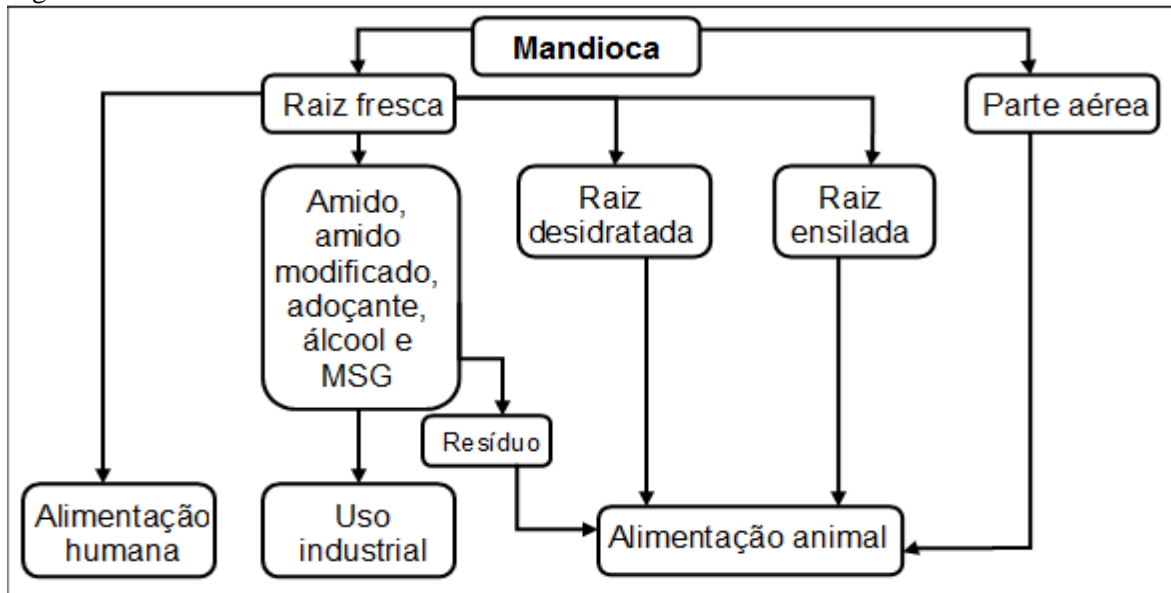 Mandioca
Raiz fresca
Parte aérea
Amido,
amido
modificado,
adoçante,
álcool e
MSG
Raiz
desidratada
Raiz
ensilada
Resíduo
Alimentação
humana
Uso
industrial
Alimentação animal